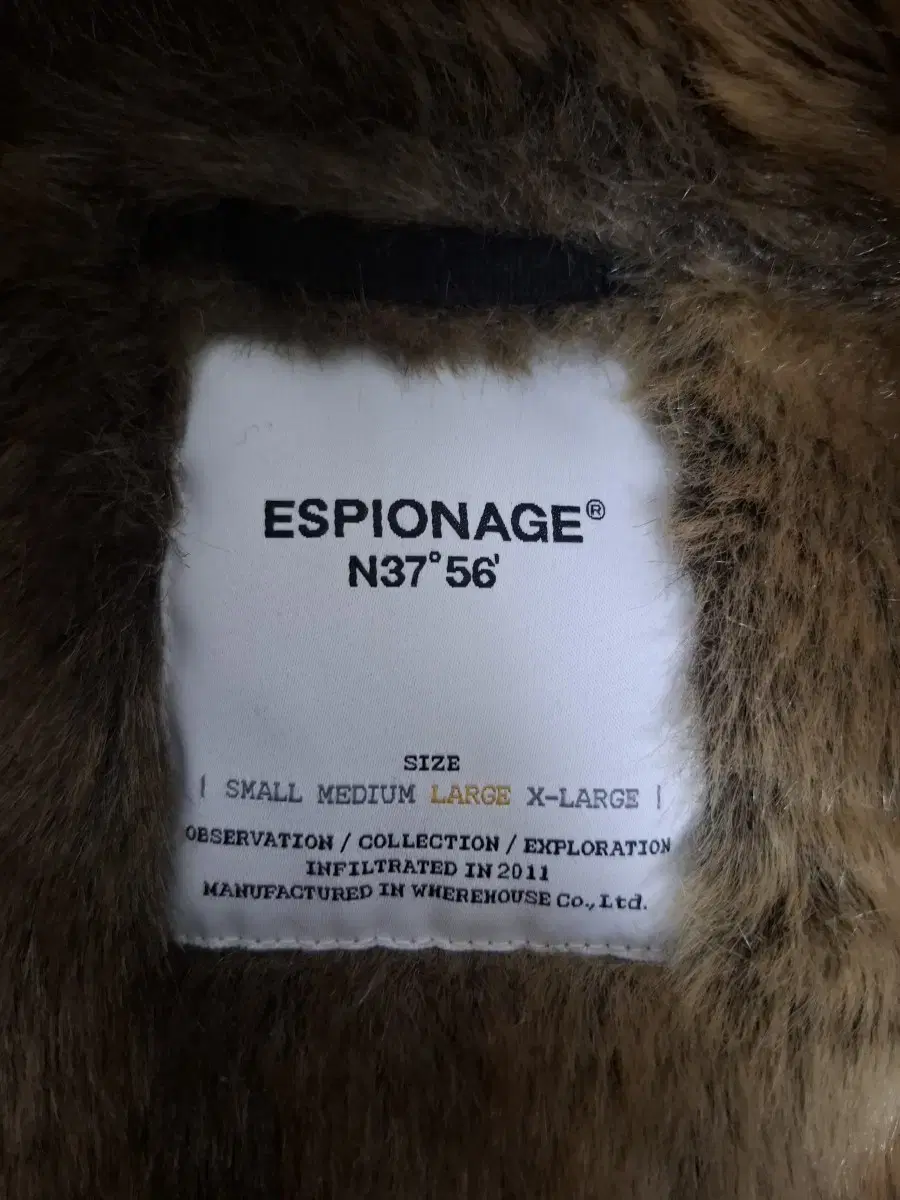 ESPIONAGE®
N37°56'
SIZE
| SMALL MEDIUM LARGE X-LARGE |
OBSERVATION / COLLECTION / EXPLORATION
INFILTRATED IN 2011
MANUFACTURED IN WHEREHOUSE Co., Ltd.